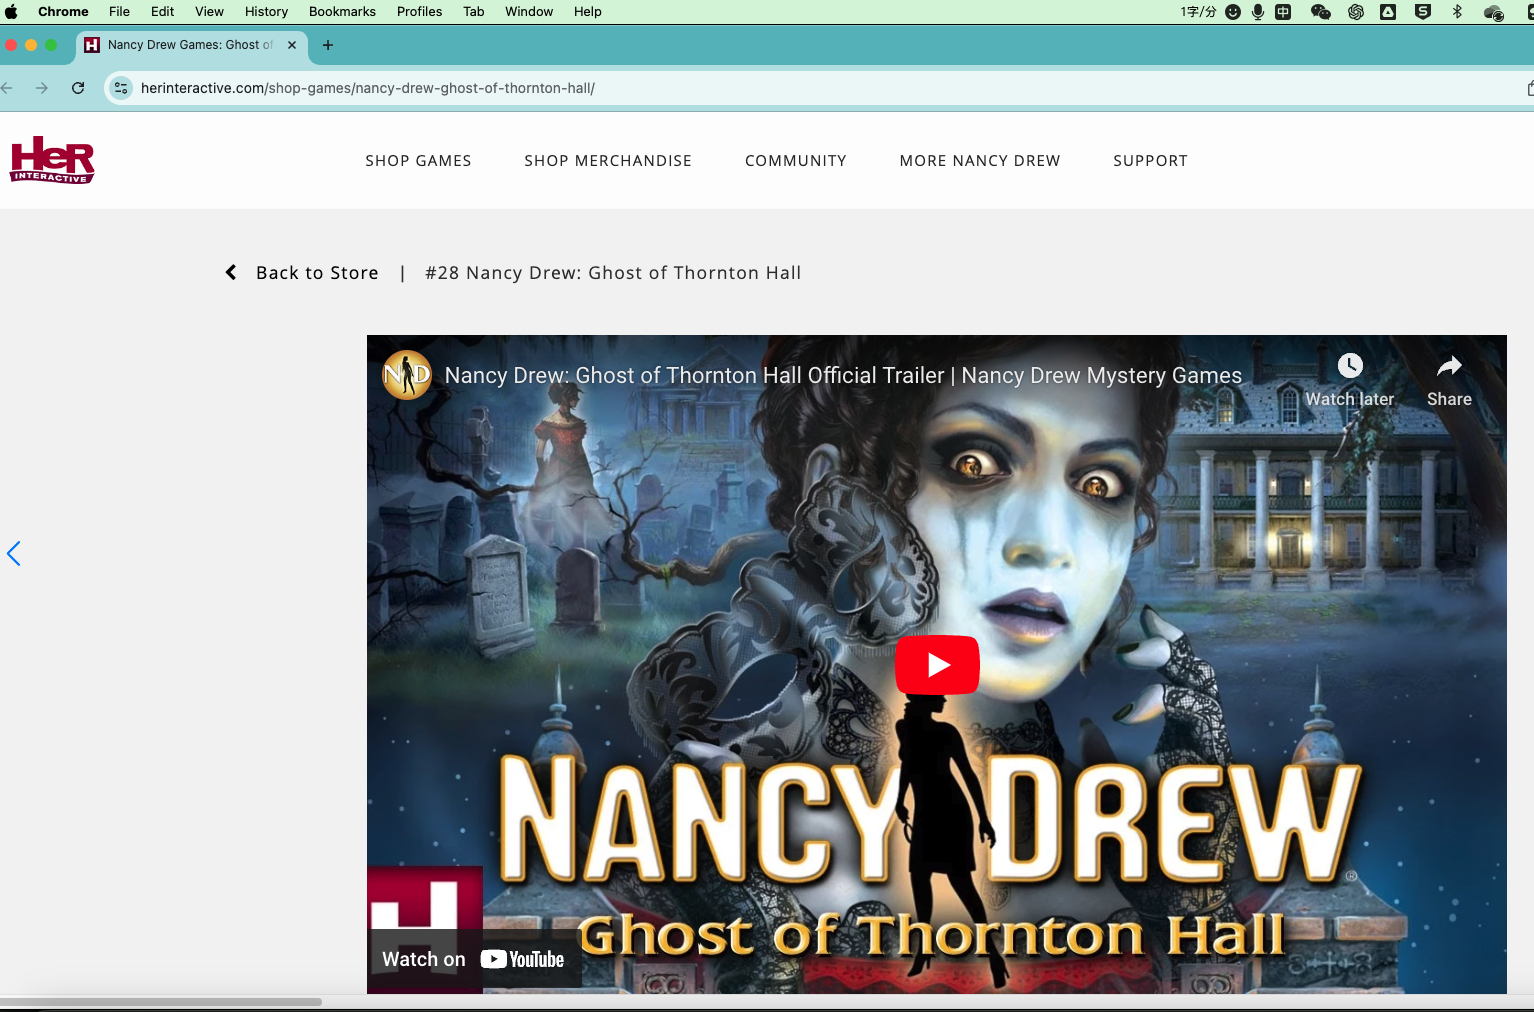 Chrome File Edit View History Bookmarks Profiles Tab Window Help 1字/分 中
Nancy Drew Games: Ghost of
herinteractive.com/shop-games/nancy-drew-ghost-of-thornton-hall/
HeR
INTERACTIVE
SHOP GAMES SHOP MERCHANDISE COMMUNITY MORE NANCY DREW SUPPORT
Back to Store | #28 Nancy Drew: Ghost of Thornton Hall
ND
Nancy Drew: Ghost of Thornton Hall Official Trailer | Nancy Drew Mystery Games
Watch later Share
NANCY DREW®
Ghost of Thornton Hall
H
Watch on YouTube